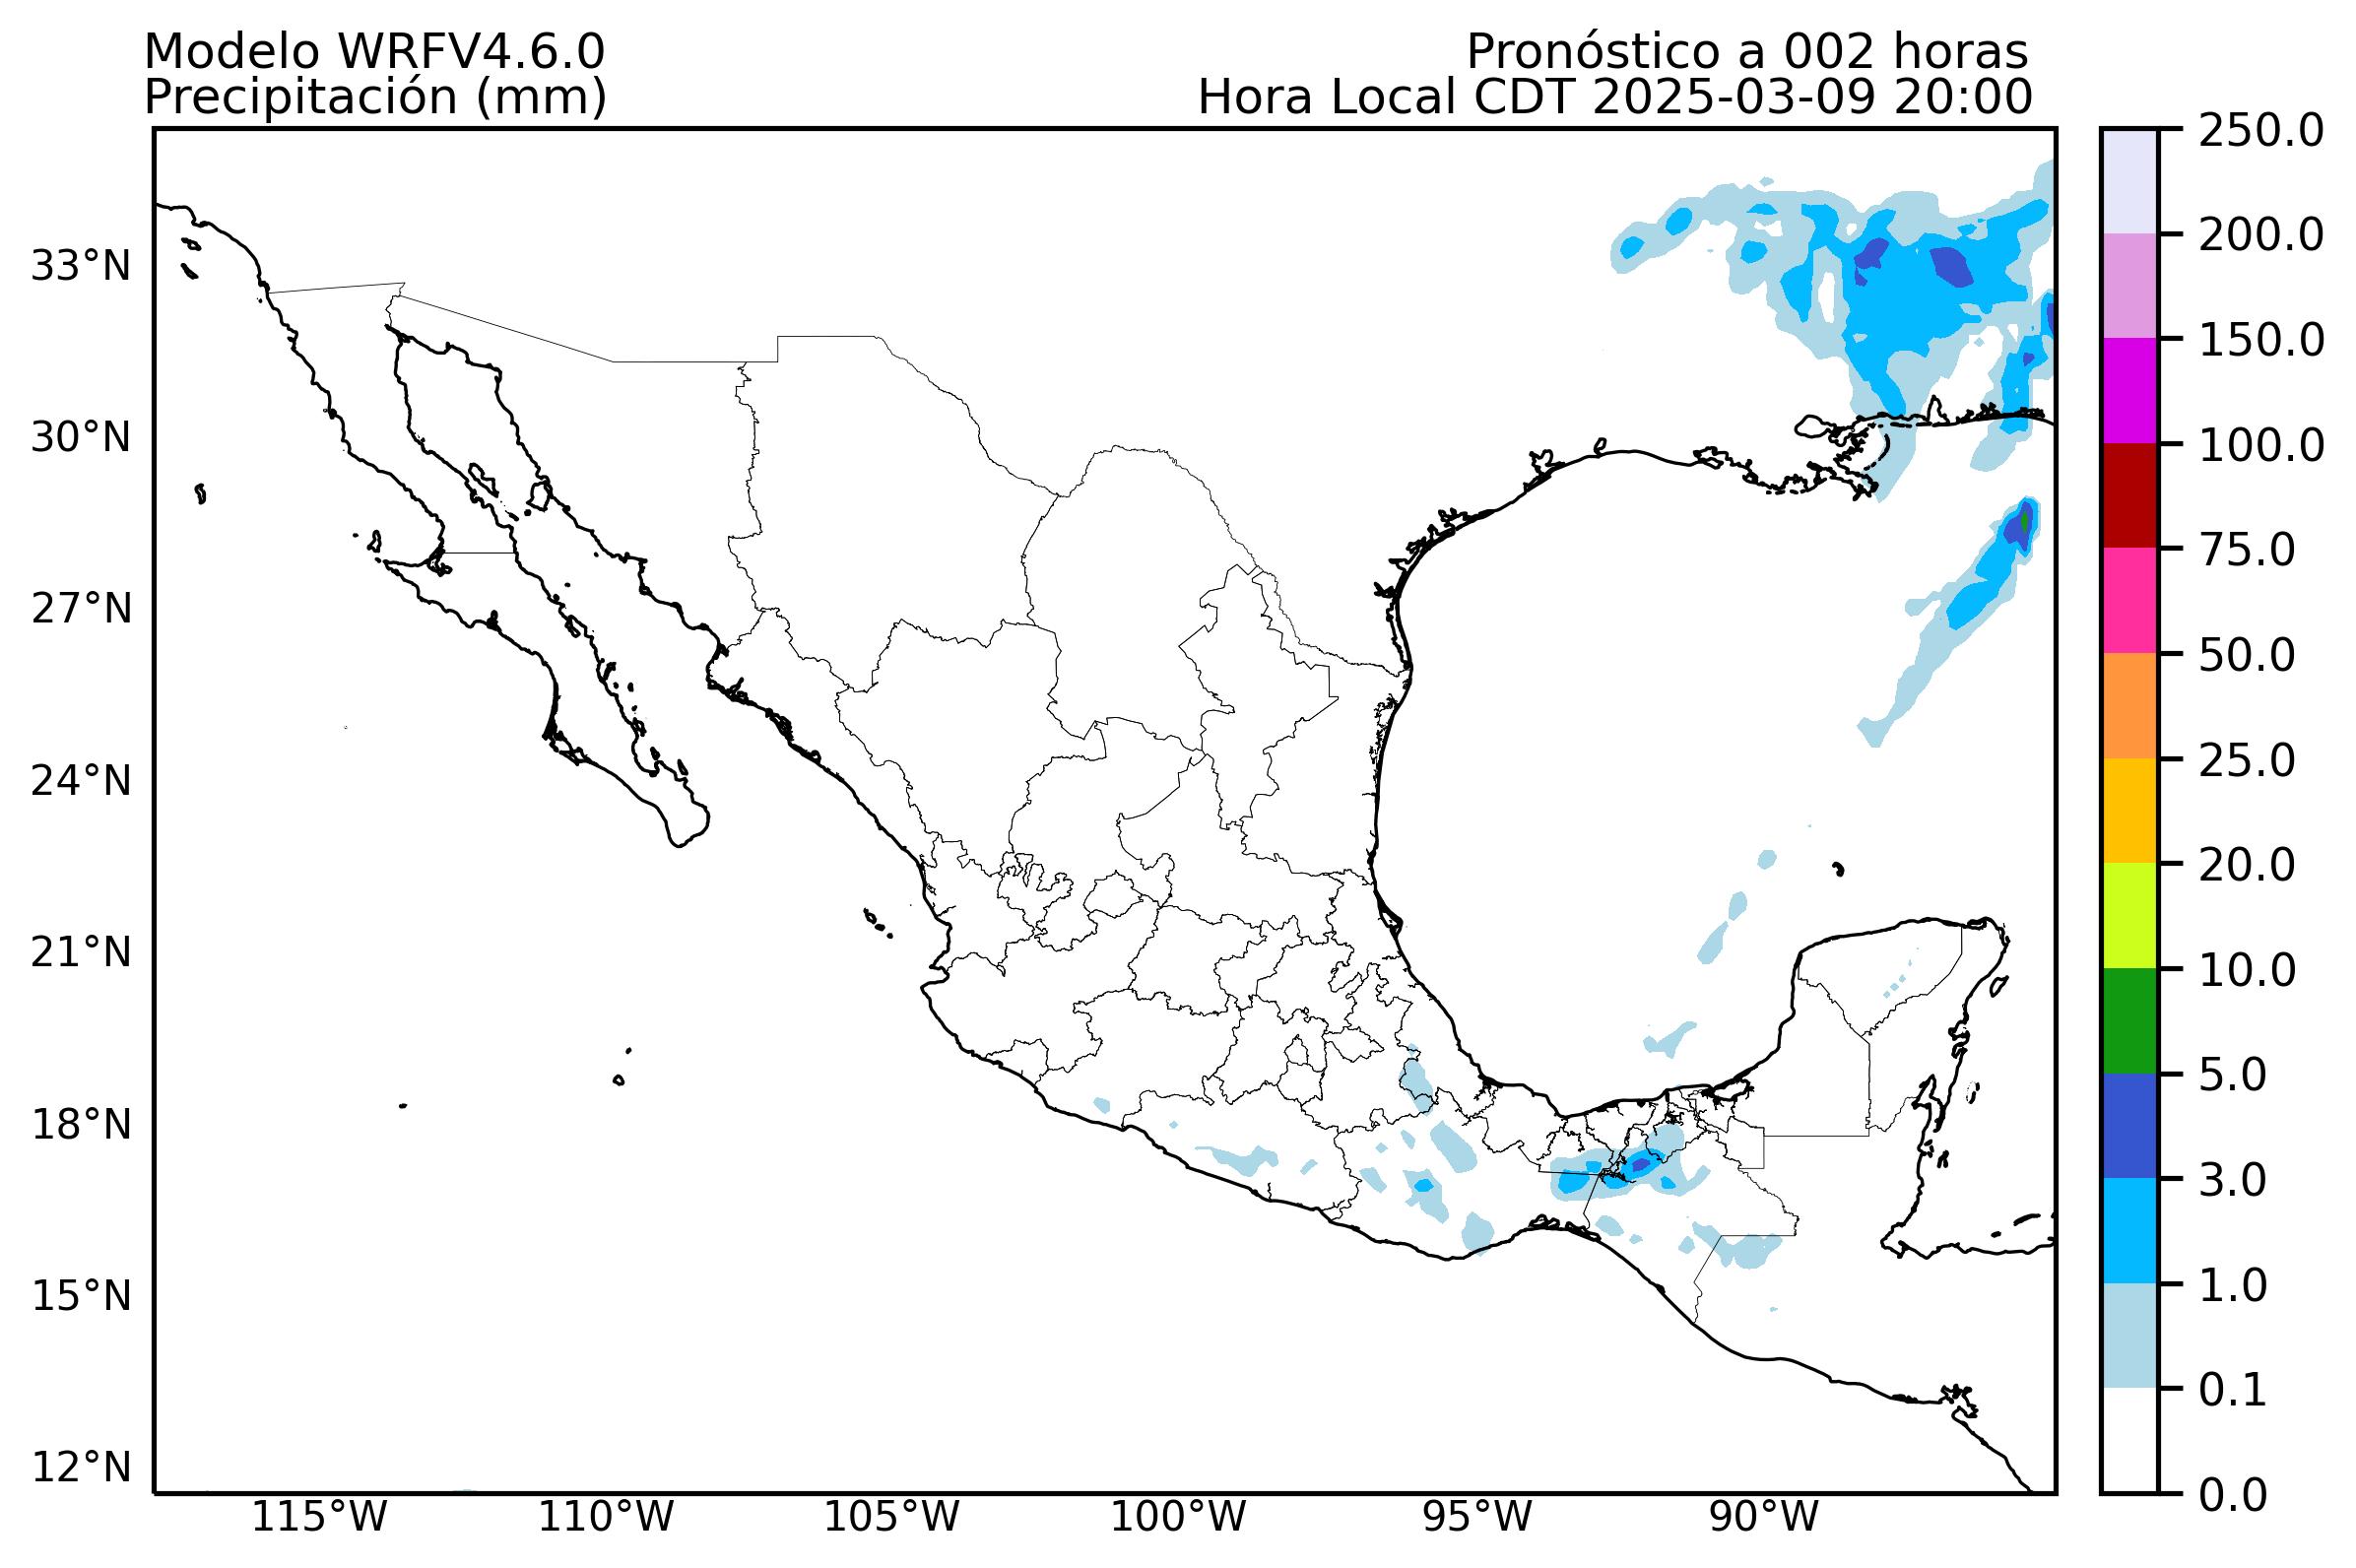 Modelo WRFV4.6.0
Precipitación (mm)
Pronóstico a 002 horas
Hora Local CDT 2025-03-09 20:00
33°N
30°N
27°N
24°N
21°N
18°N
15°N
12°N
115°W
110°W
105°W
100°W
95°W
90°W
250.0
200.0
150.0
100.0
75.0
50.0
25.0
20.0
10.0
5.0
3.0
1.0
0.1
0.0